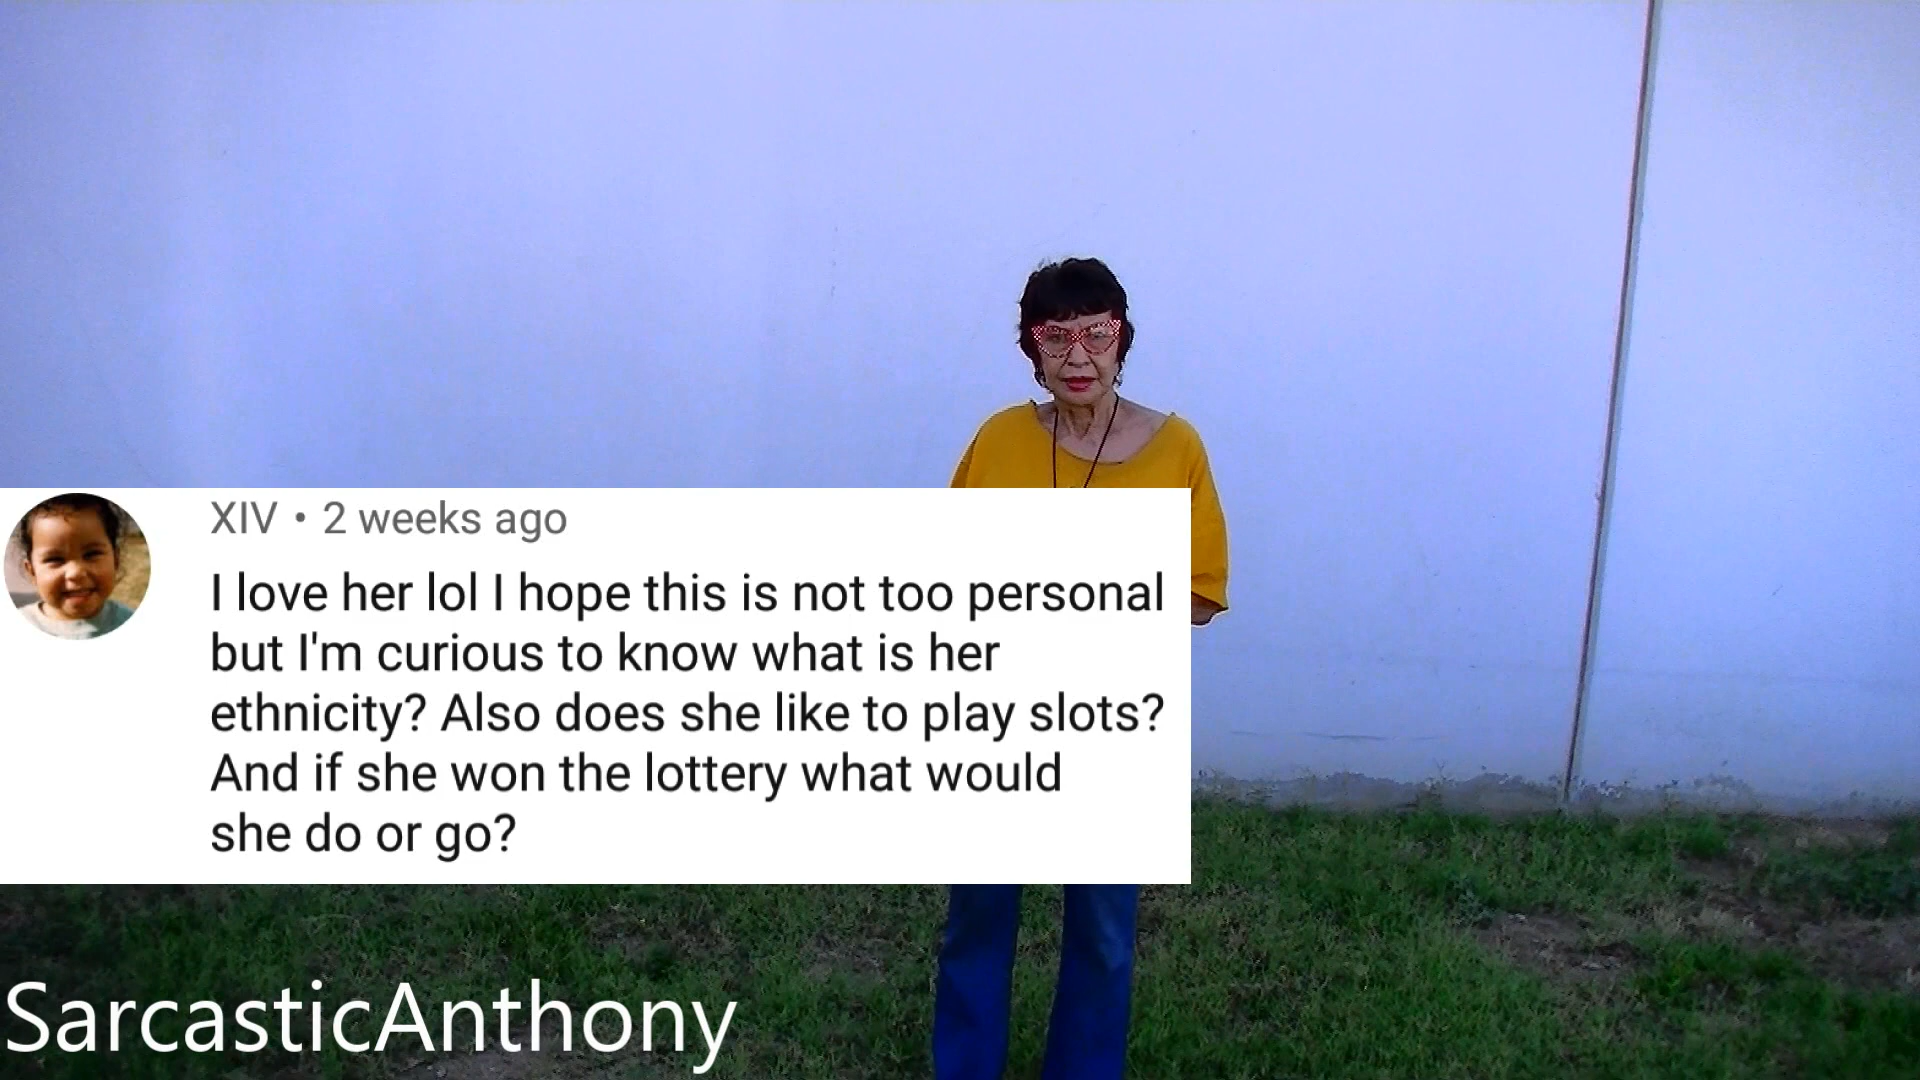 XIV • 2 weeks ago
I love her lol I hope this is not too personal
but I'm curious to know what is her
ethnicity? Also does she like to play slots?
And if she won the lottery what would
she do or go?
SarcasticAnthony